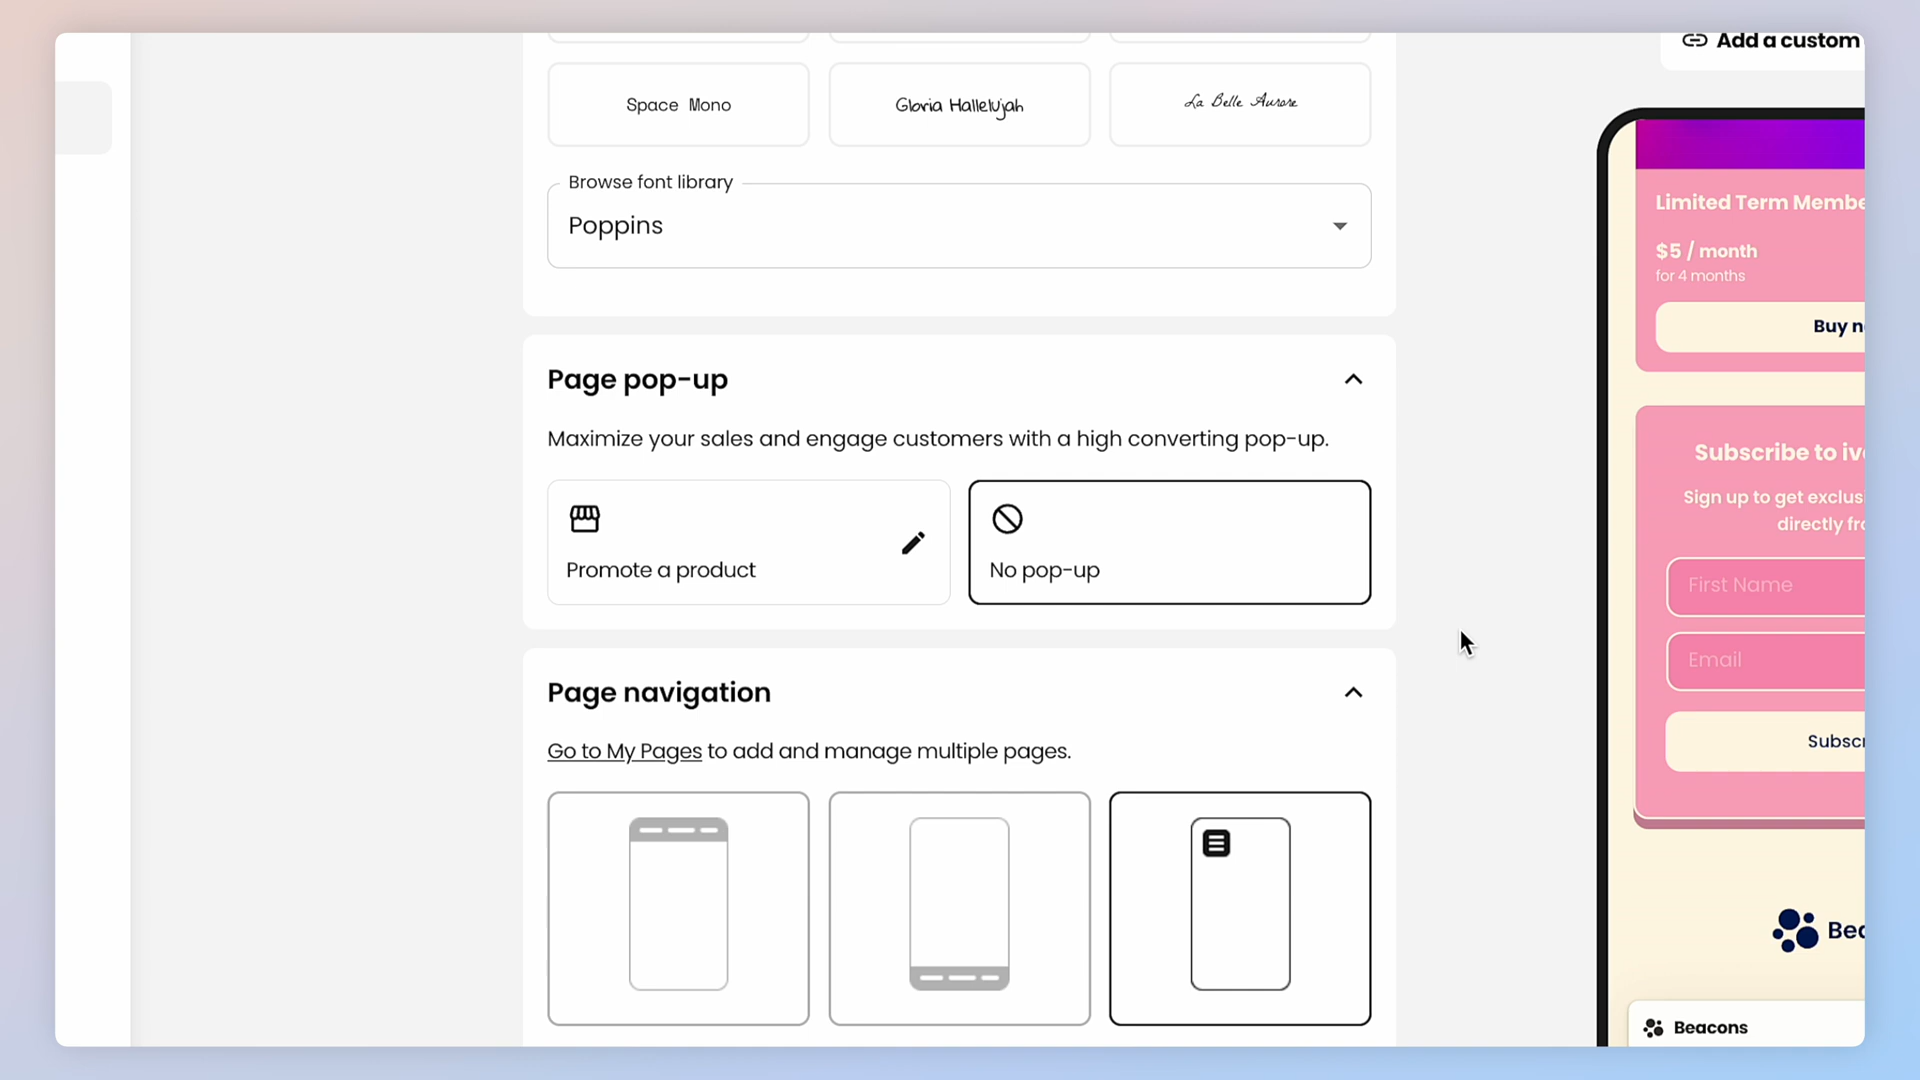 Add a custom
Space Mono
Gloria Hallelujah
La Belle Aurore
Browse font library
Poppins
Page pop-up
Maximize your sales and engage customers with a high converting pop-up.
Promote a product
No pop-up
Page navigation
Go to My Pages to add and manage multiple pages.
Limited Term Membe
$5 / month
for 4 months
Buy n
Subscribe to iv
Sign up to get exclus
directly fr
First Name
Email
Subsc
Bea
Beacons